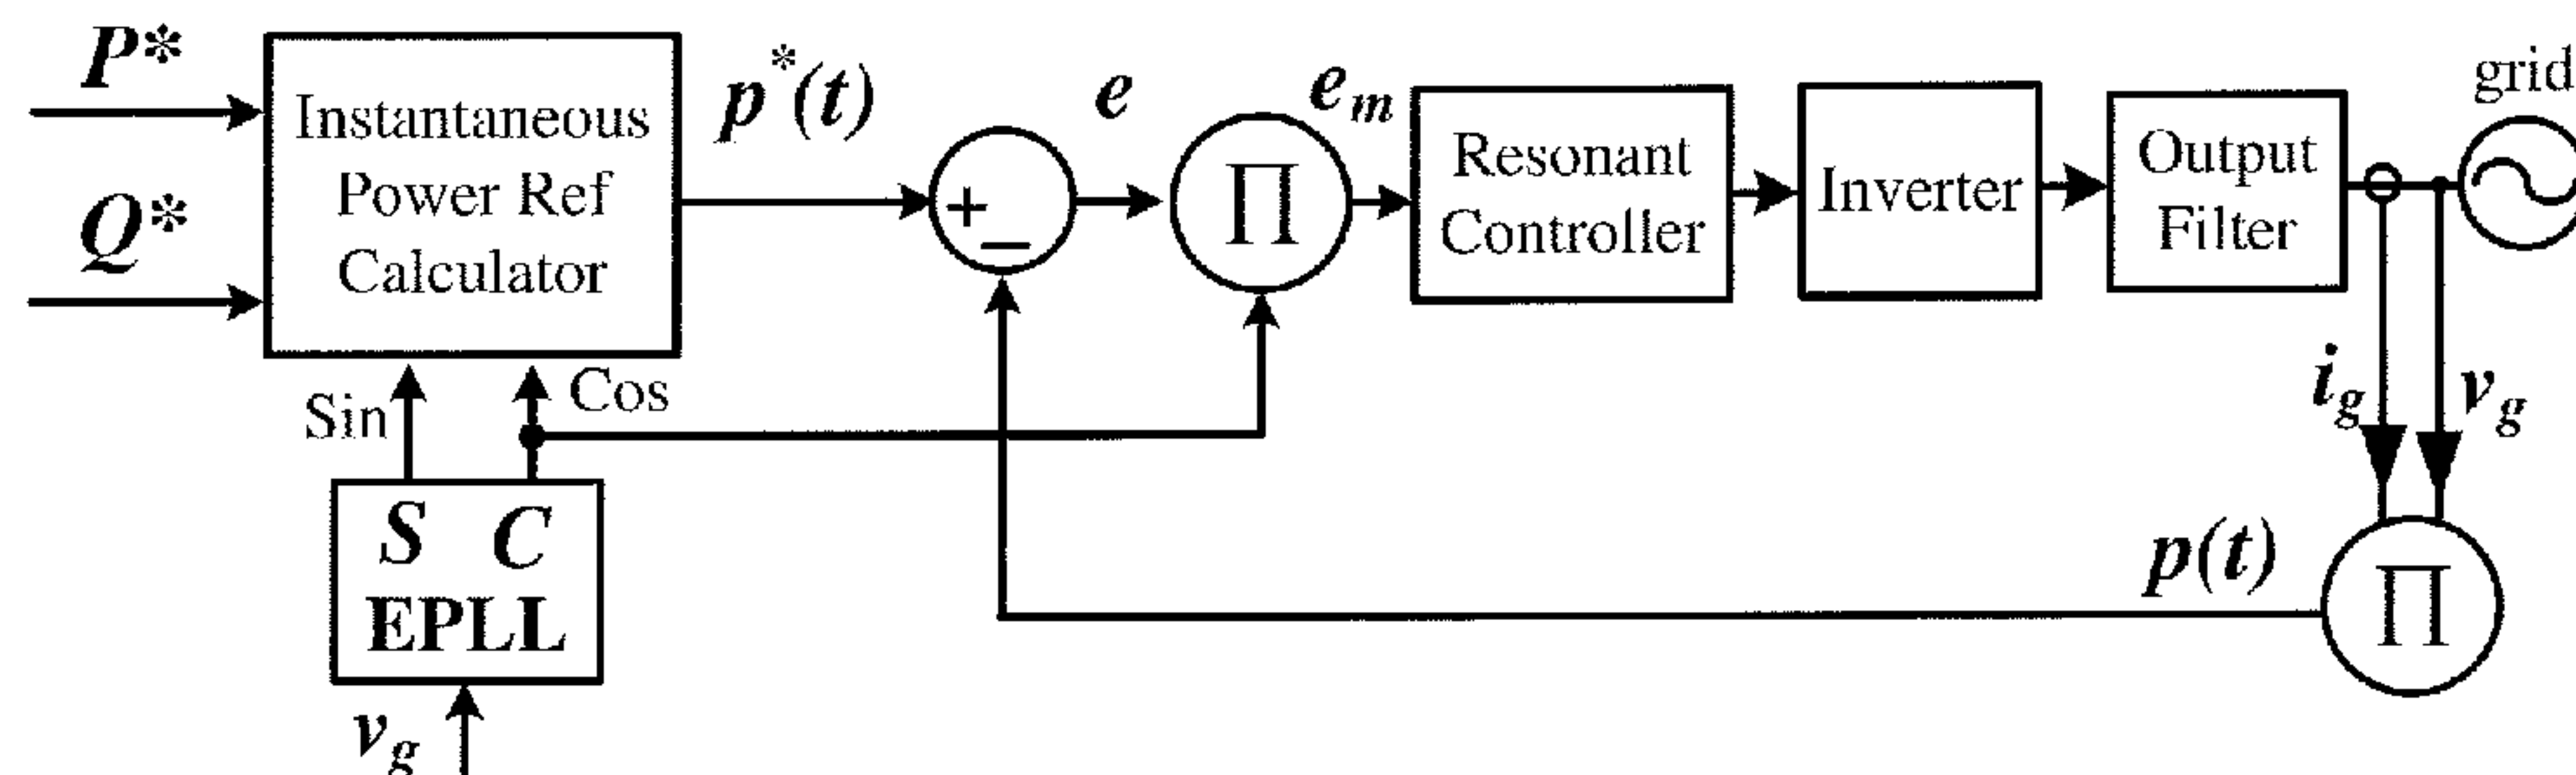 P*
Q*
Instantaneous
Power Ref
Calculator
p*(t)
+
−
e
∏
e_m
Resonant
Controller
Inverter
Output
Filter
grid
Sin
Cos
S C
EPLL
v_g
i_g
v_g
p(t)
∏